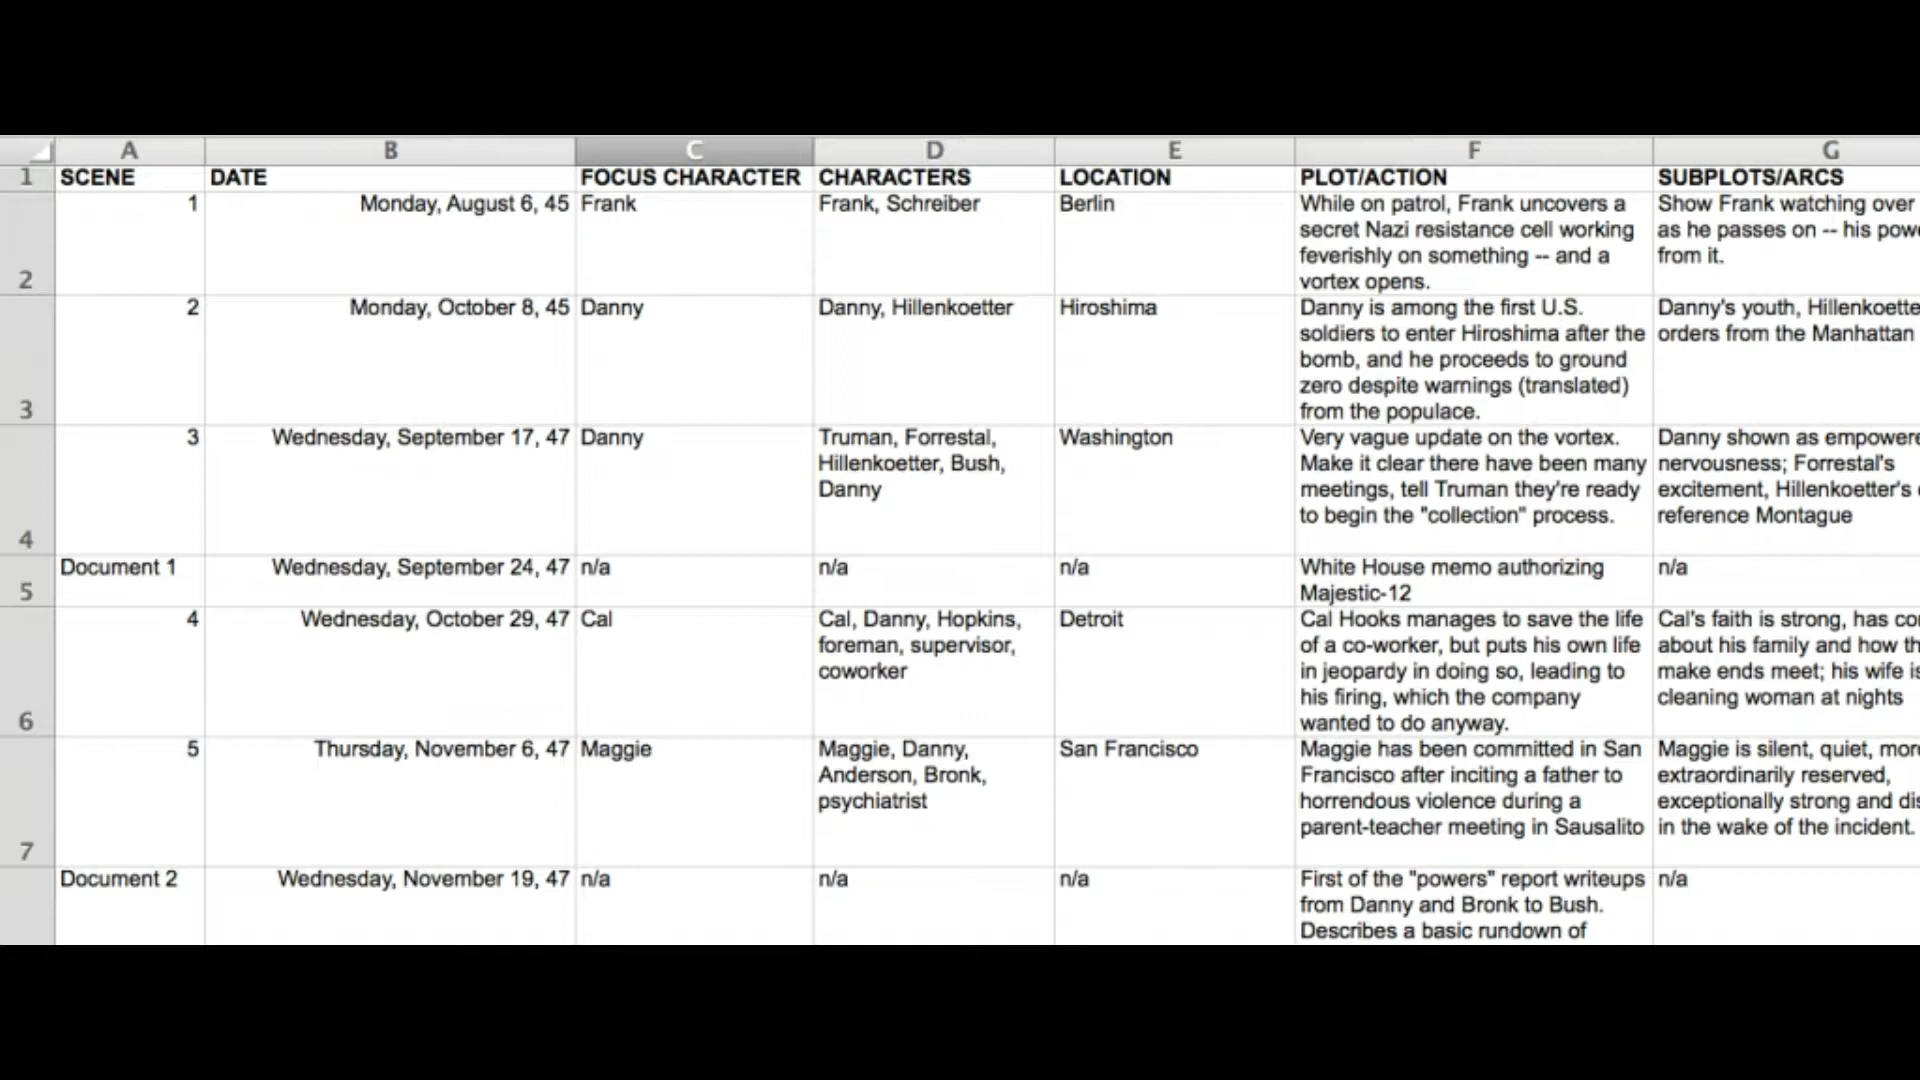 A B C D E F G
1 SCENE DATE FOCUS CHARACTER CHARACTERS LOCATION PLOT/ACTION SUBPLOTS/ARCS
1 Monday, August 6, 45 Frank Frank, Schreiber Berlin While on patrol, Frank uncovers a Show Frank watching over
secret Nazi resistance cell working as he passes on -- his
feverishly on something -- and a from it.
2 vortex opens.
2 Monday, October 8, 45 Danny Danny, Hillenkoetter Hiroshima Danny is among the first U.S. Danny's youth,
soldiers to enter Hiroshima after the orders from the Manhattan
bomb, and he proceeds to ground
zero despite warnings (translated)
3 from the populace.
3 Wednesday, September 17, 47 Danny Truman, Forrestal, Washington Very vague update on the vortex. Danny shown as
Hillenkoetter, Bush, Make it clear there have been many nervousness; Forrestal's
Danny meetings, tell Truman they're ready excitement, Hillenkoetter's
to begin the "collection" process. reference Montague
4
Document 1 Wednesday, September 24, 47 n/a n/a n/a White House memo authorizing n/a
5 Majestic-12
4 Wednesday, October 29, 47 Cal Cal, Danny, Hopkins, Detroit Cal Hooks manages to save the life Cal's faith is strong, has
foreman, supervisor, of a co-worker, but puts his own life about his family and how
coworker in jeopardy in doing so, leading to make ends meet; his wife
his firing, which the company cleaning woman at nights
6 wanted to do anyway.
5 Thursday, November 6, 47 Maggie Maggie, Danny, San Francisco Maggie has been committed in San Maggie is silent, quiet,
Anderson, Bronk, Francisco after inciting a father to extraordinarily reserved,
psychiatrist horrendous violence during a exceptionally strong and
parent-teacher meeting in Sausalito in the wake of the incident.
7
Document 2 Wednesday, November 19, 47 n/a n/a n/a First of the "powers" report writeups n/a
from Danny and Bronk to Bush.
Describes a basic rundown of